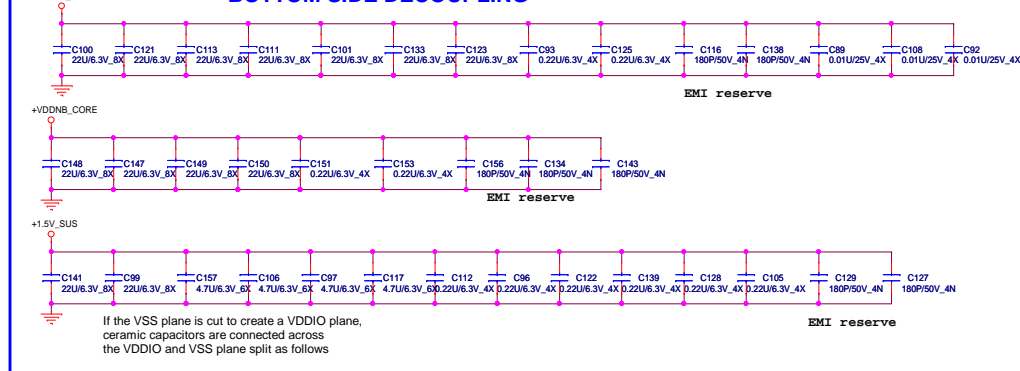 BOTTOM SIDE DECOUPLING
C100 C121 C113 C111 C101 C133 C123 C93 C125 C116 C138 C89 C108 C92
22U/6.3V_8X 22U/6.3V_8X 22U/6.3V_8X 22U/6.3V_8X 22U/6.3V_8X 22U/6.3V_8X 22U/6.3V_8X 0.22U/6.3V_4X 0.22U/6.3V_4X 180P/50V_4N 180P/50V_4N 0.01U/25V_4X 0.01U/25V_4X 0.01U/25V_4X
EMI reserve
+VDDNB_CORE
C148 C147 C149 C150 C151 C153 C156 C134 C143
22U/6.3V_8X 22U/6.3V_8X 22U/6.3V_8X 22U/6.3V_8X 0.22U/6.3V_4X 0.22U/6.3V_4X 180P/50V_4N 180P/50V_4N 180P/50V_4N
EMI reserve
+1.5V_SUS
C141 C99 C157 C106 C97 C117 C112 C96 C122 C139 C128 C105 C129 C127
22U/6.3V_8X 22U/6.3V_8X 4.7U/6.3V_6X 4.7U/6.3V_6X 4.7U/6.3V_6X 4.7U/6.3V_6X 0.22U/6.3V_4X 0.22U/6.3V_4X 0.22U/6.3V_4X 0.22U/6.3V_4X 0.22U/6.3V_4X 0.22U/6.3V_4X 180P/50V_4N 180P/50V_4N
EMI reserve
If the VSS plane is cut to create a VDDIO plane,
ceramic capacitors are connected across
the VDDIO and VSS plane split as follows